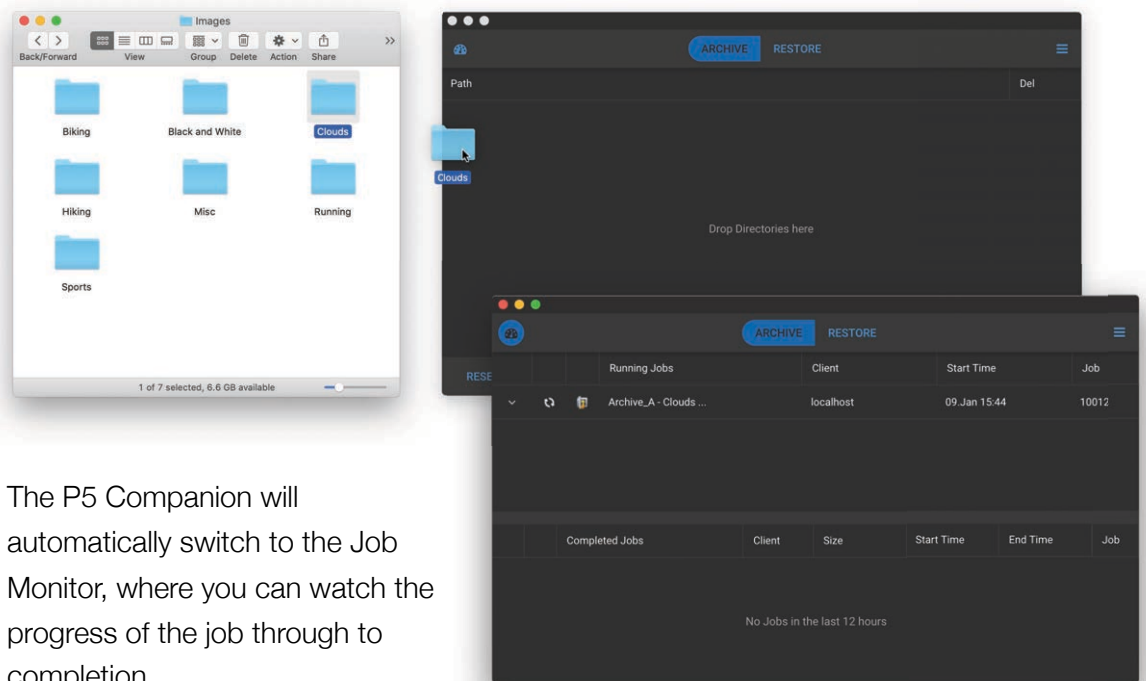 Images
Back/Forward View Group Delete Action Share
Biking Black and White Clouds
Hiking Misc Running
Sports
1 of 7 selected, 6.6 GB available
ARCHIVE RESTORE
Path Del
Clouds
Drop Directories here
RESE
ARCHIVE RESTORE
Running Jobs Client Start Time Job
Archive_A - Clouds ... localhost 09.Jan 15:44 10012
Completed Jobs Client Size Start Time End Time Job
No Jobs in the last 12 hours
The P5 Companion will
automatically switch to the Job
Monitor, where you can watch the
progress of the job through to
completion